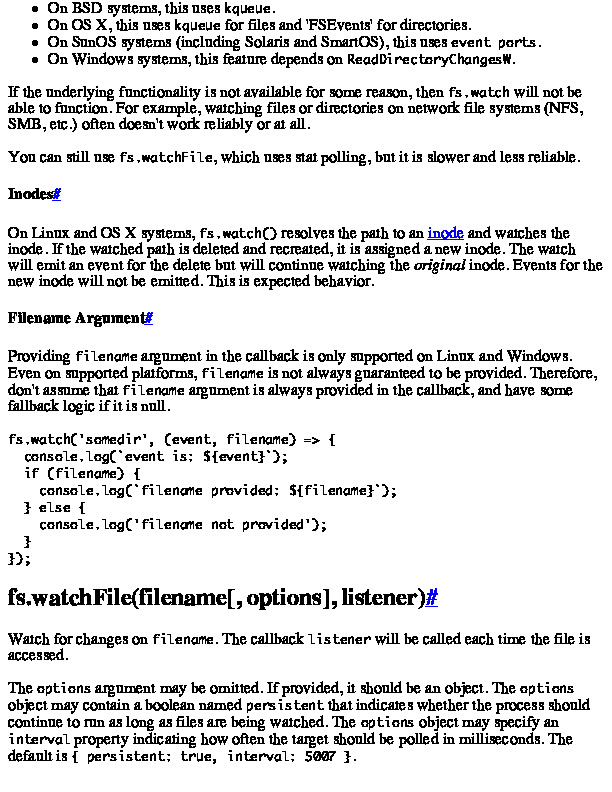 • On BSD systems, this uses kqueue.
• On OS X, this uses kqueue for files and 'FSEvents' for directories.
• On SunOS systems (including Solaris and SmartOS), this uses event ports.
• On Windows systems, this feature depends on ReadDirectoryChangesW.
If the underlying functionality is not available for some reason, then fs.watch will not be
able to function. For example, watching files or directories on network file systems (NFS,
SMB, etc.) often doesn't work reliably or at all.
You can still use fs.watchFile, which uses stat polling, but it is slower and less reliable.
Inodes#
On Linux and OS X systems, fs.watch() resolves the path to an inode and watches the
inode. If the watched path is deleted and recreated, it is assigned a new inode. The watch
will emit an event for the delete but will continue watching the original inode. Events for the
new inode will not be emitted. This is expected behavior.
Filename Argument#
Providing filename argument in the callback is only supported on Linux and Windows.
Even on supported platforms, filename is not always guaranteed to be provided. Therefore,
don't assume that filename argument is always provided in the callback, and have some
fallback logic if it is null.
fs.watch('somedir', (event, filename) => {
  console.log(`event is: ${event}`);
  if (filename) {
    console.log(`filename provided: ${filename}`);
  } else {
    console.log('filename not provided');
  }
});
fs.watchFile(filename[, options], listener)#
Watch for changes on filename. The callback listener will be called each time the file is
accessed.
The options argument may be omitted. If provided, it should be an object. The options
object may contain a boolean named persistent that indicates whether the process should
continue to run as long as files are being watched. The options object may specify an
interval property indicating how often the target should be polled in milliseconds. The
default is { persistent: true, interval: 5007 }.